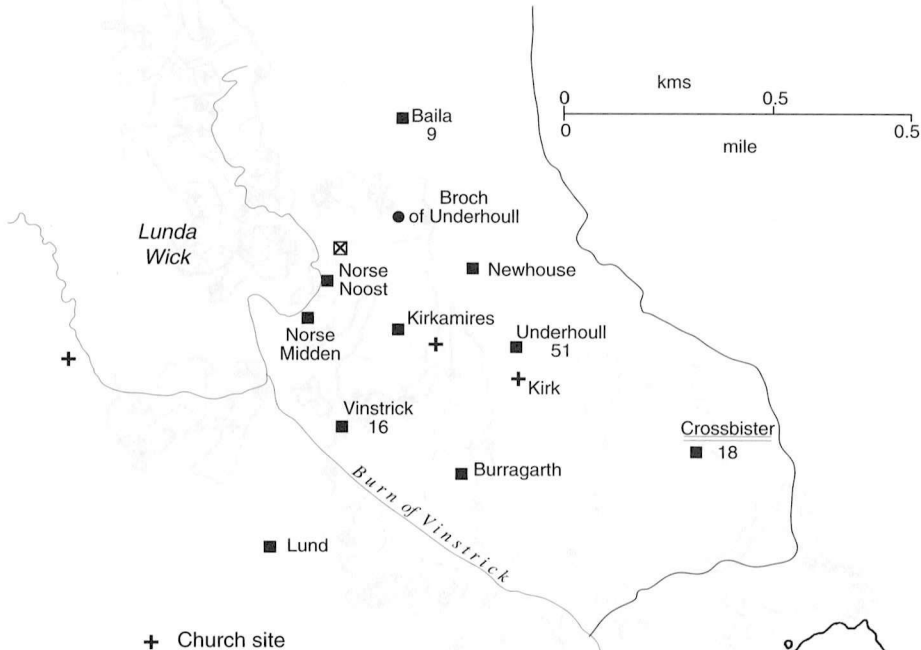 kms
0 0.5
0 0.5
mile
Baila
9
Broch
of Underhoull
Lunda
Wick
Newhouse
Norse
Noost
Kirkamires
Norse
Midden
Underhoull
51
Kirk
Vinstrick
16
Crossbister
18
Burragarth
Burn of Vinstrick
Lund
Church site